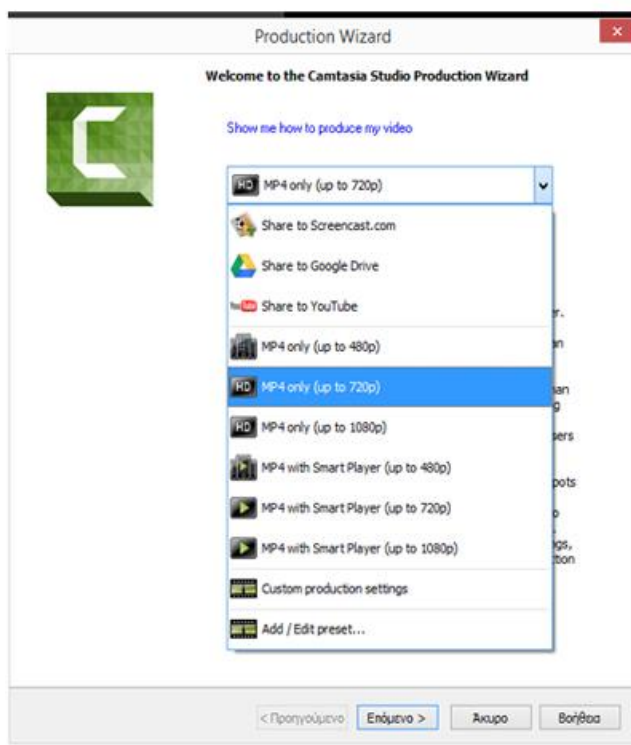 Production Wizard
Welcome to the Camtasia Studio Production Wizard
Show me how to produce my video
HD MP4 only (up to 720p)
Share to Screencast.com
Share to Google Drive
YouTube Share to YouTube
MP4 only (up to 480p)
HD MP4 only (up to 720p)
HD MP4 only (up to 1080p)
MP4 with Smart Player (up to 480p)
MP4 with Smart Player (up to 720p)
MP4 with Smart Player (up to 1080p)
Custom production settings
Add / Edit preset...
< Προηγούμενο Επόμενο > Άκυρο Βοήθεια